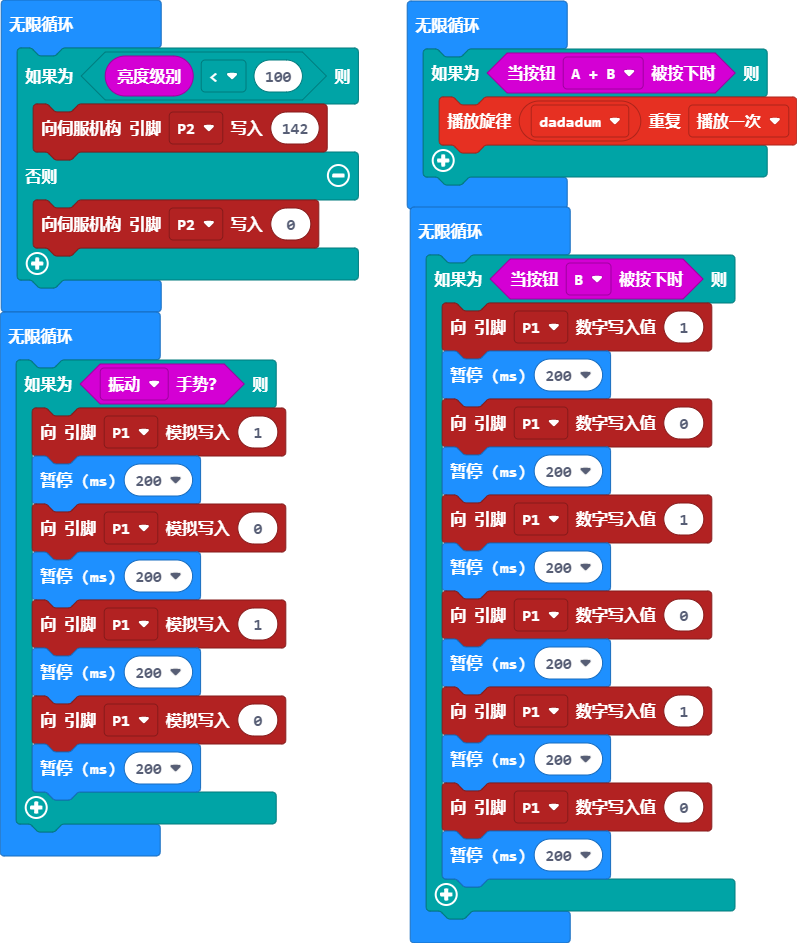 无限循环
如果为 亮度级别 < 100 则
向伺服机构 引脚 P2 写入 142
否则
向伺服机构 引脚 P2 写入 0
无限循环
如果为 振动 手势? 则
向 引脚 P1 模拟写入 1
暂停 (ms) 200
向 引脚 P1 模拟写入 0
暂停 (ms) 200
向 引脚 P1 模拟写入 1
暂停 (ms) 200
向 引脚 P1 模拟写入 0
暂停 (ms) 200
无限循环
如果为 当按钮 A + B 被按下时 则
播放旋律 dadadum 重复 播放一次
无限循环
如果为 当按钮 B 被按下时 则
向 引脚 P1 数字写入值 1
暂停 (ms) 200
向 引脚 P1 数字写入值 0
暂停 (ms) 200
向 引脚 P1 数字写入值 1
暂停 (ms) 200
向 引脚 P1 数字写入值 0
暂停 (ms) 200
向 引脚 P1 数字写入值 1
暂停 (ms) 200
向 引脚 P1 数字写入值 0
暂停 (ms) 200